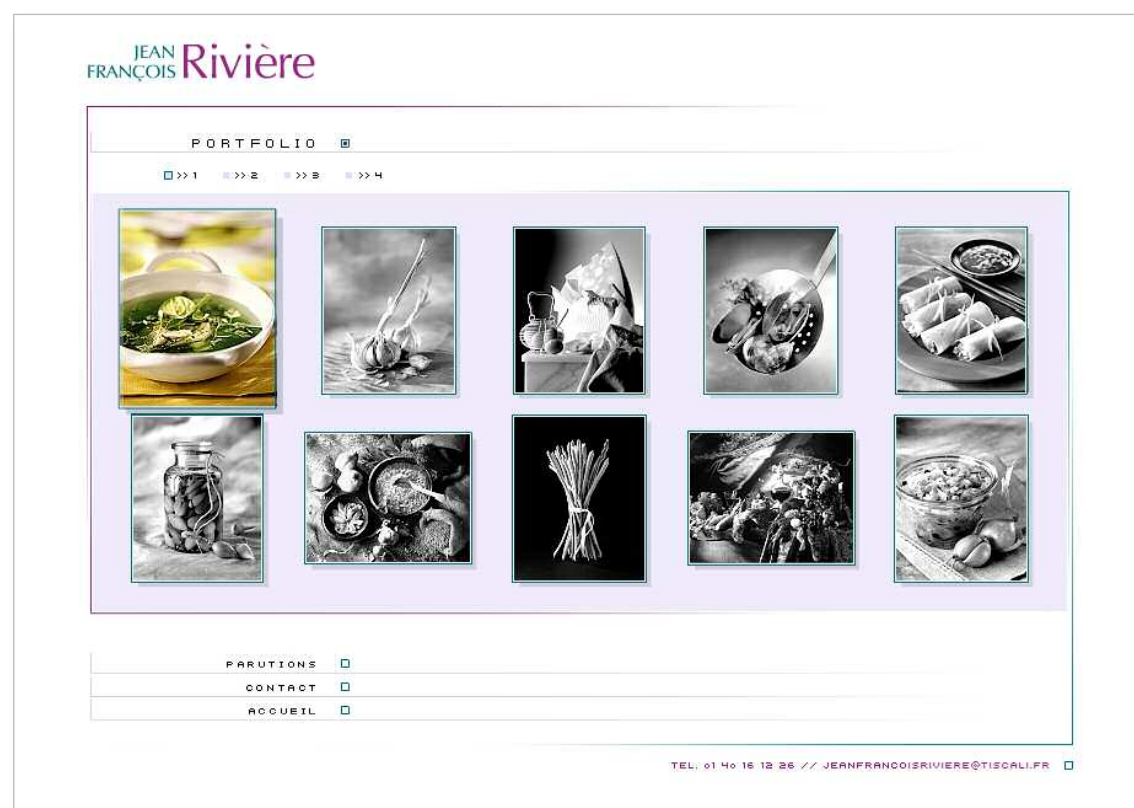 JEAN
FRANÇOIS Rivière
PORTFOLIO
>> 1 >> 2 >> 3 >> 4
PARUTIONS
CONTACT
ACCUEIL
TEL. 01 40 16 12 26 // JEANFRANCOISRIVIERE@TISCALI.FR